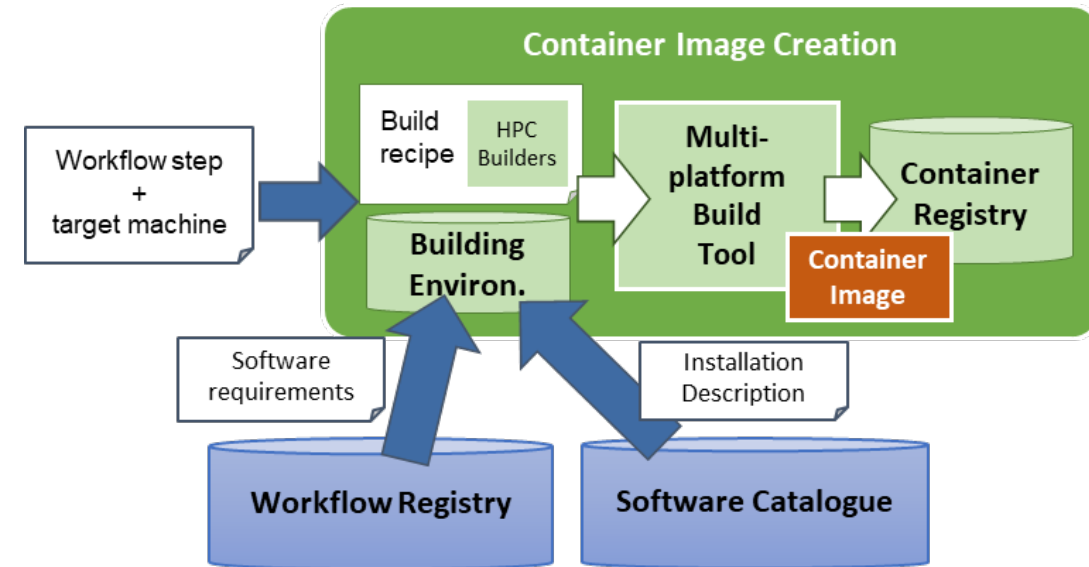 Container Image Creation
Workflow step
+
target machine
Build
recipe
HPC
Builders
Building
Environ.
Multi-
platform
Build
Tool
Container
Registry
Container
Image
Software
requirements
Installation
Description
Workflow Registry
Software Catalogue